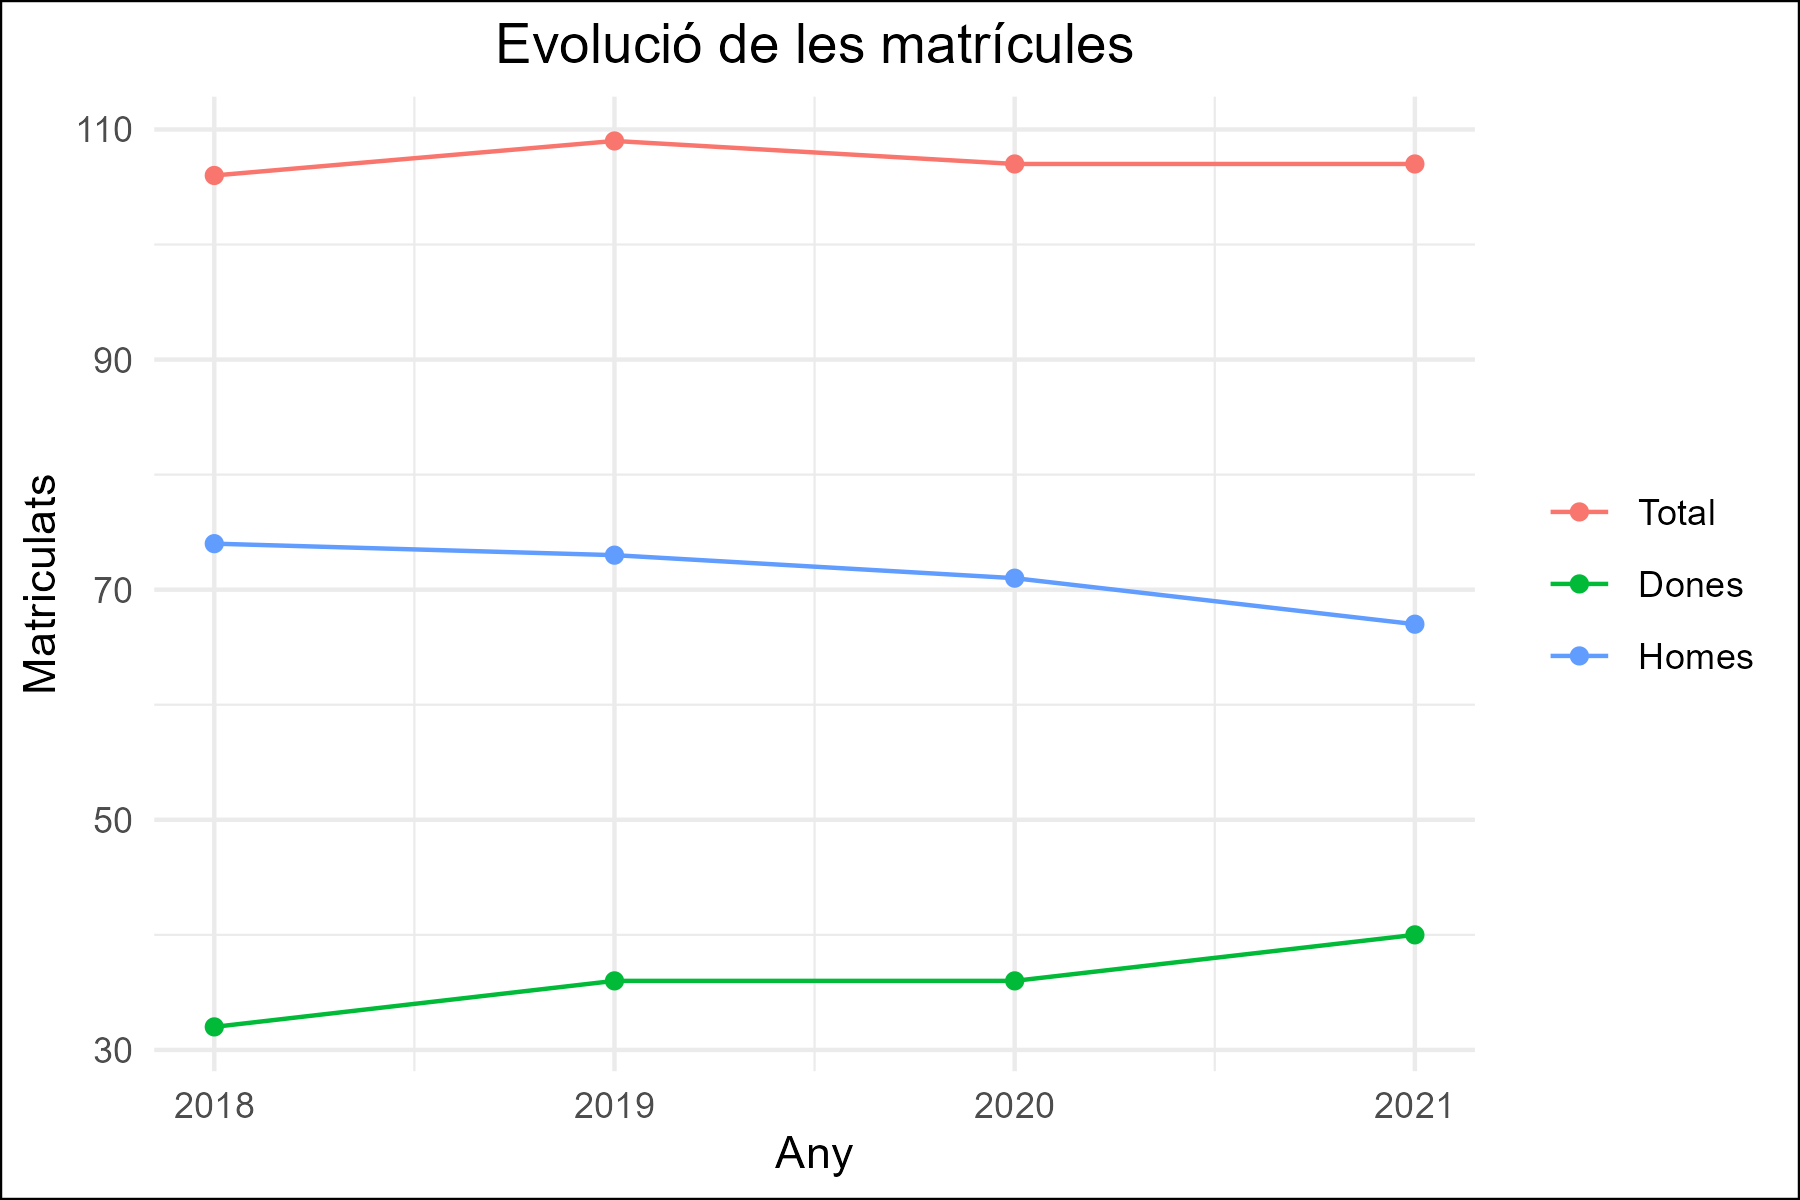 Evolució de les matrícules
110
90
70
50
30
Matriculats
2018 2019 2020 2021
Any
Total
Dones
Homes